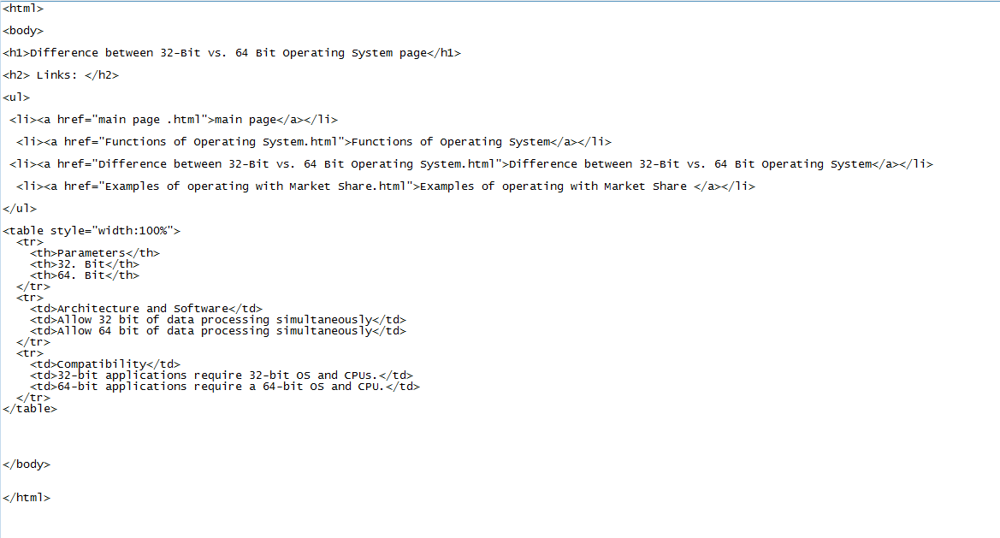 <html>
<body>
<h1>Difference between 32-Bit vs. 64 Bit Operating System page</h1>
<h2> Links: </h2>
<ul>
<li><a href="main page .html">main page</a></li>
<li><a href="Functions of Operating System.html">Functions of Operating System</a></li>
<li><a href="Difference between 32-Bit vs. 64 Bit Operating System.html">Difference between 32-Bit vs. 64 Bit Operating System</a></li>
<li><a href="Examples of operating with Market Share.html">Examples of operating with Market Share </a></li>
</ul>
<table style="width:100%">
<tr>
<th>Parameters</th>
<th>32. Bit</th>
<th>64. Bit</th>
</tr>
<tr>
<td>Architecture and Software</td>
<td>Allow 32 bit of data processing simultaneously</td>
<td>Allow 64 bit of data processing simultaneously</td>
</tr>
<tr>
<td>Compatibility</td>
<td>32-bit applications require 32-bit OS and CPUs.</td>
<td>64-bit applications require a 64-bit OS and CPU.</td>
</tr>
</table>
</body>
</html>